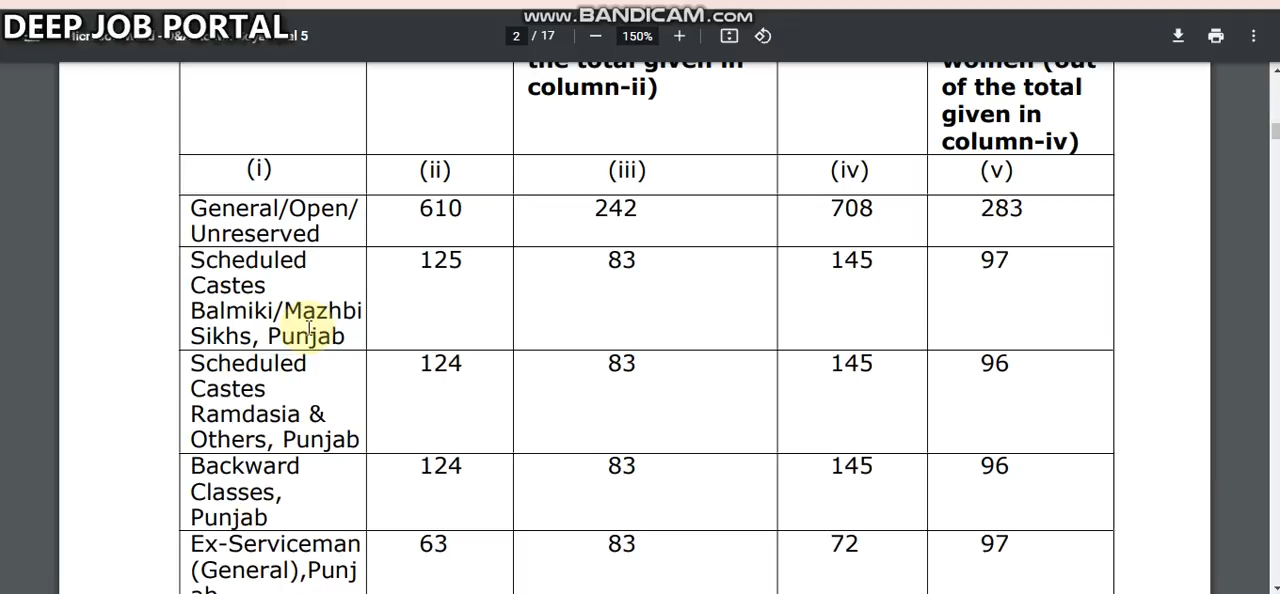 www.BANDICAM.com
DEEP JOB PORTAL
2 / 17
150%
the total given in
column-ii)
women (out
of the total
given in
column-iv)
(i) (ii) (iii) (iv) (v)
General/Open/ 610 242 708 283
Unreserved
Scheduled 125 83 145 97
Castes
Balmiki/Mazhbi
Sikhs, Punjab
Scheduled 124 83 145 96
Castes
Ramdasia &
Others, Punjab
Backward 124 83 145 96
Classes,
Punjab
Ex-Serviceman 63 83 72 97
(General),Punj
ab